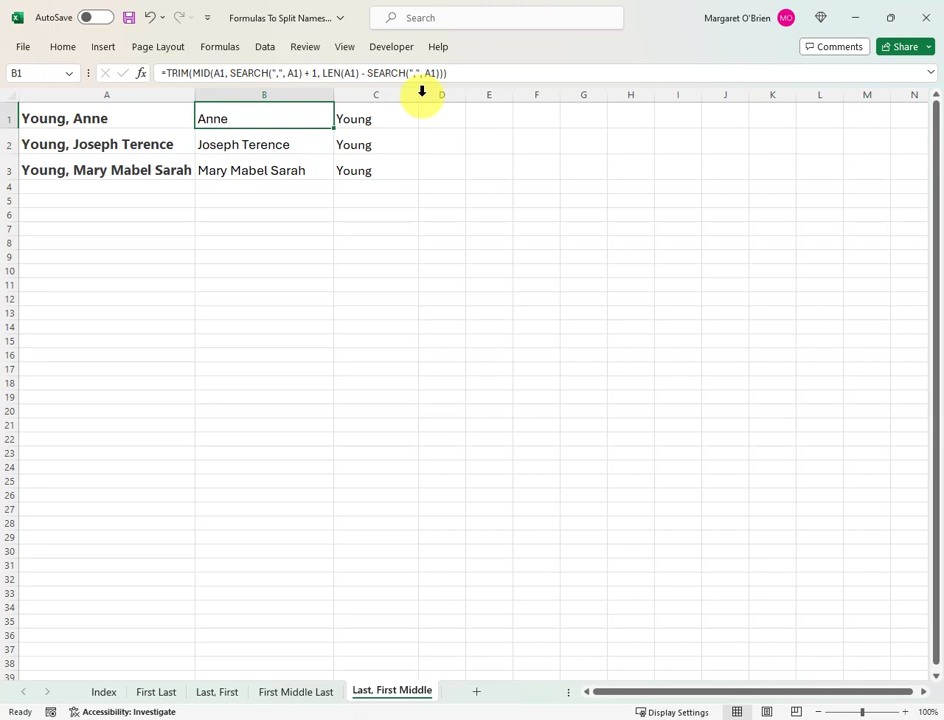 AutoSave
Formulas To Split Names...
Search
Margaret O'Brien
MO
File
Home
Insert
Page Layout
Formulas
Data
Review
View
Developer
Help
Comments
Share
B1
fx
=TRIM(MID(A1, SEARCH(",", A1) + 1, LEN(A1) - SEARCH(",", A1)))
A B C D E F G H I J K L M N
1 Young, Anne Anne Young
2 Young, Joseph Terence Joseph Terence Young
3 Young, Mary Mabel Sarah Mary Mabel Sarah Young
4
5
6
7
8
9
10
11
12
13
14
15
16
17
18
19
20
21
22
23
24
25
26
27
28
29
30
31
32
33
34
35
36
37
38
39
Index
First Last
Last, First
First Middle Last
Last, First Middle
Ready
Accessibility: Investigate
Display Settings
100%